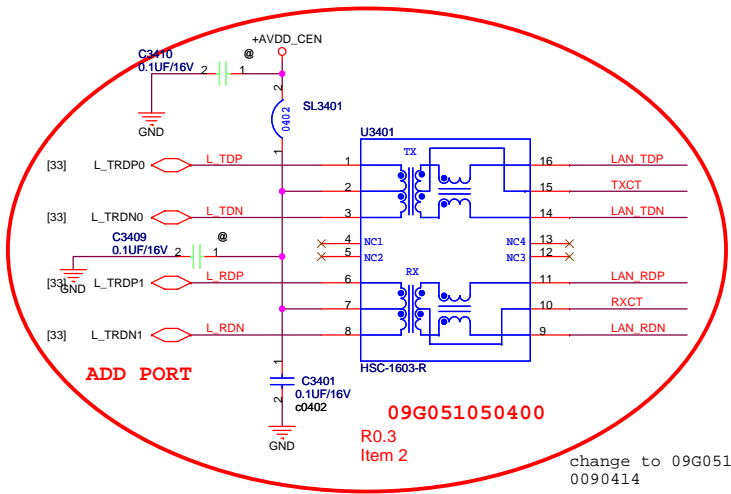 +AVDD_CEN
C3410
0.1UF/16V
@
2
1
GND
2
SL3401
0402
1
U3401
TX
[33] L_TRDP0 L_TDP 1
16 LAN_TDP
2
15 TXCT
[33] L_TRDN0 L_TDN 3
14 LAN_TDN
C3409
0.1UF/16V
@
2
1
GND
4 NC1
5 NC2
NC4 13
NC3 12
RX
[33] L_TRDP1 L_RDP 6
11 LAN_RDP
7
10 RXCT
[33] L_TRDN1 L_RDN 8
9 LAN_RDN
HSC-1603-R
ADD PORT
1
C3401
0.1UF/16V
c0402
2
GND
09G051050400
R0.3
Item 2
change to 09G051
0090414